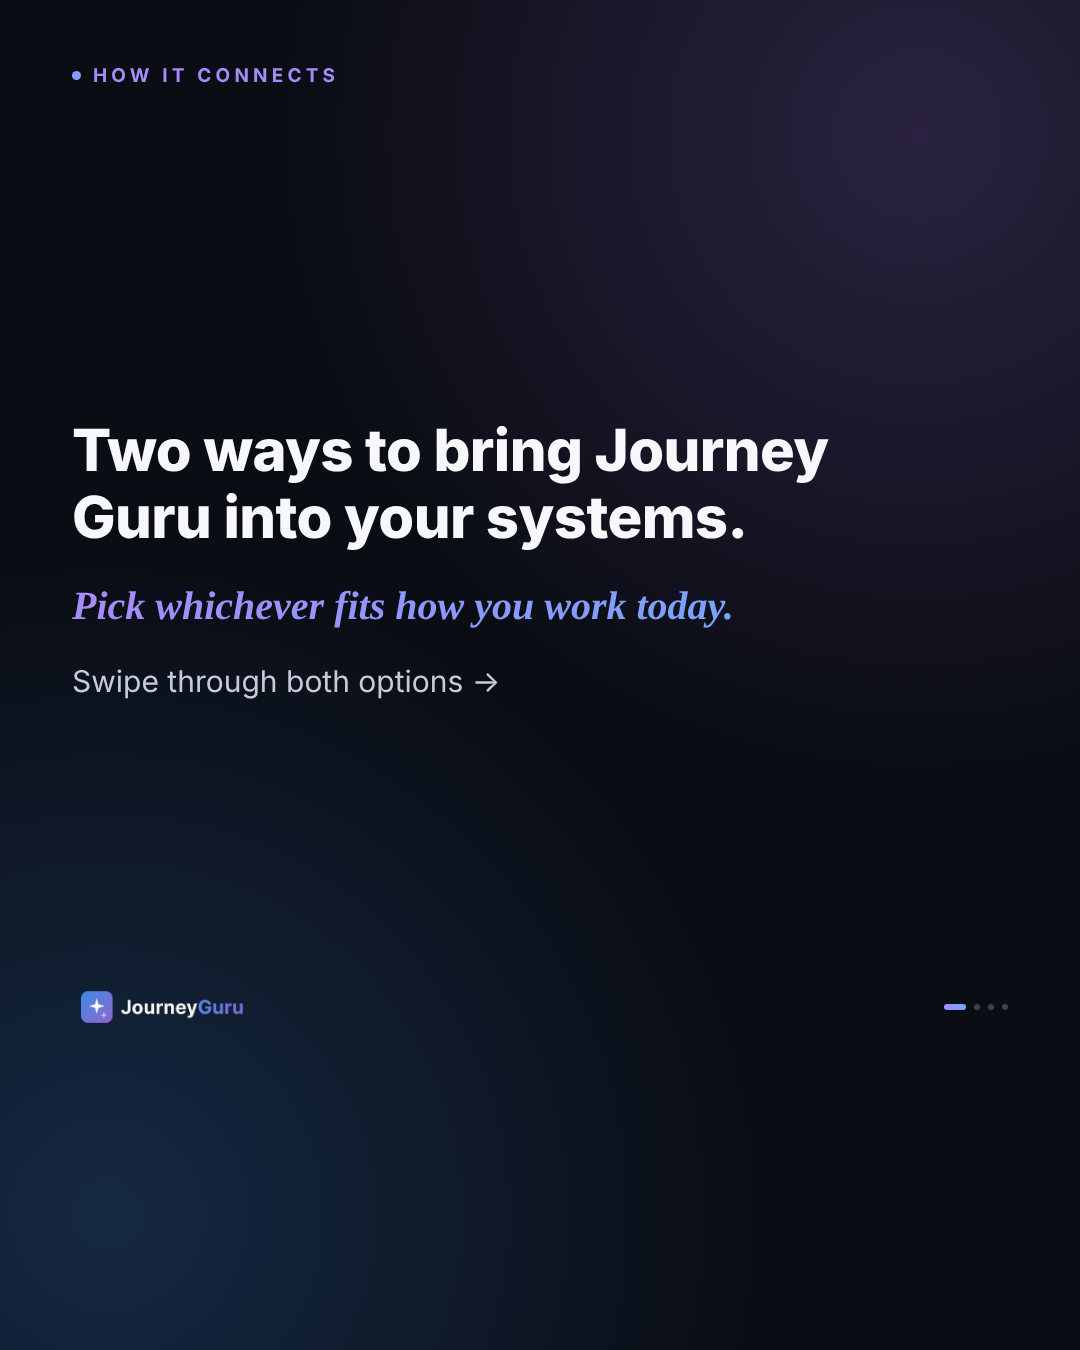 HOW IT CONNECTS
Two ways to bring Journey
Guru into your systems.
Pick whichever fits how you work today.
Swipe through both options →
JourneyGuru